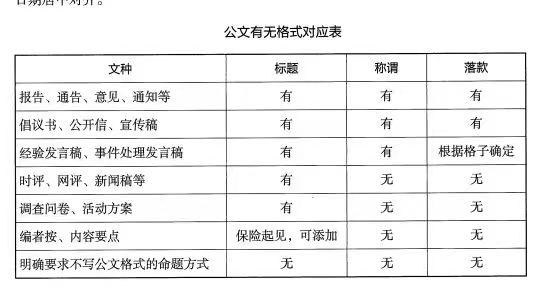 日期居中对齐。
公文有无格式对应表
文种 标题 称谓 落款
报告、通告、意见、通知等 有 有 有
倡议书、公开信、宣传稿 有 有 有
经验发言稿、事件处理发言稿 有 有 根据格子确定
时评、网评、新闻稿等 有 无 无
调查问卷、活动方案 有 无 无
编者按、内容要点 保险起见，可添加 无 无
明确要求不写公文格式的命题方式 无 无 无